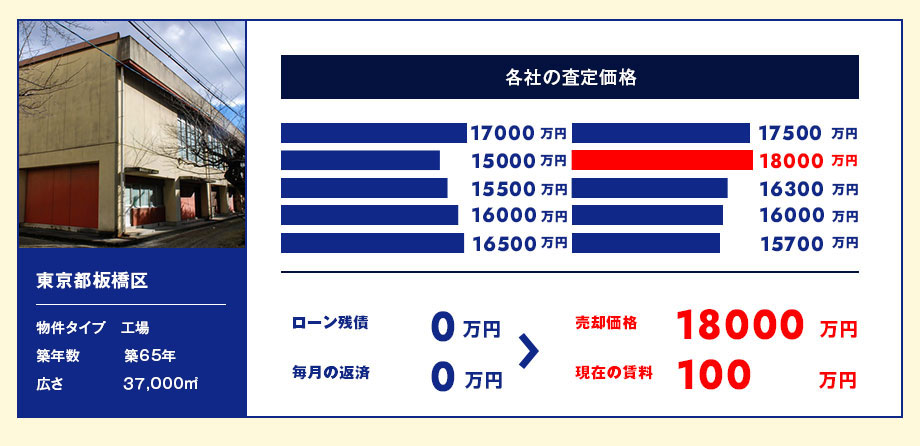 東京都板橋区
物件タイプ 工場
築年数 築65年
広さ 37,000㎡
各社の査定価格
17000 万円
15000 万円
15500 万円
16000 万円
16500 万円
17500 万円
18000 万円
16300 万円
16000 万円
15700 万円
ローン残債 0 万円
毎月の返済 0 万円
売却価格 18000 万円
現在の賃料 100 万円